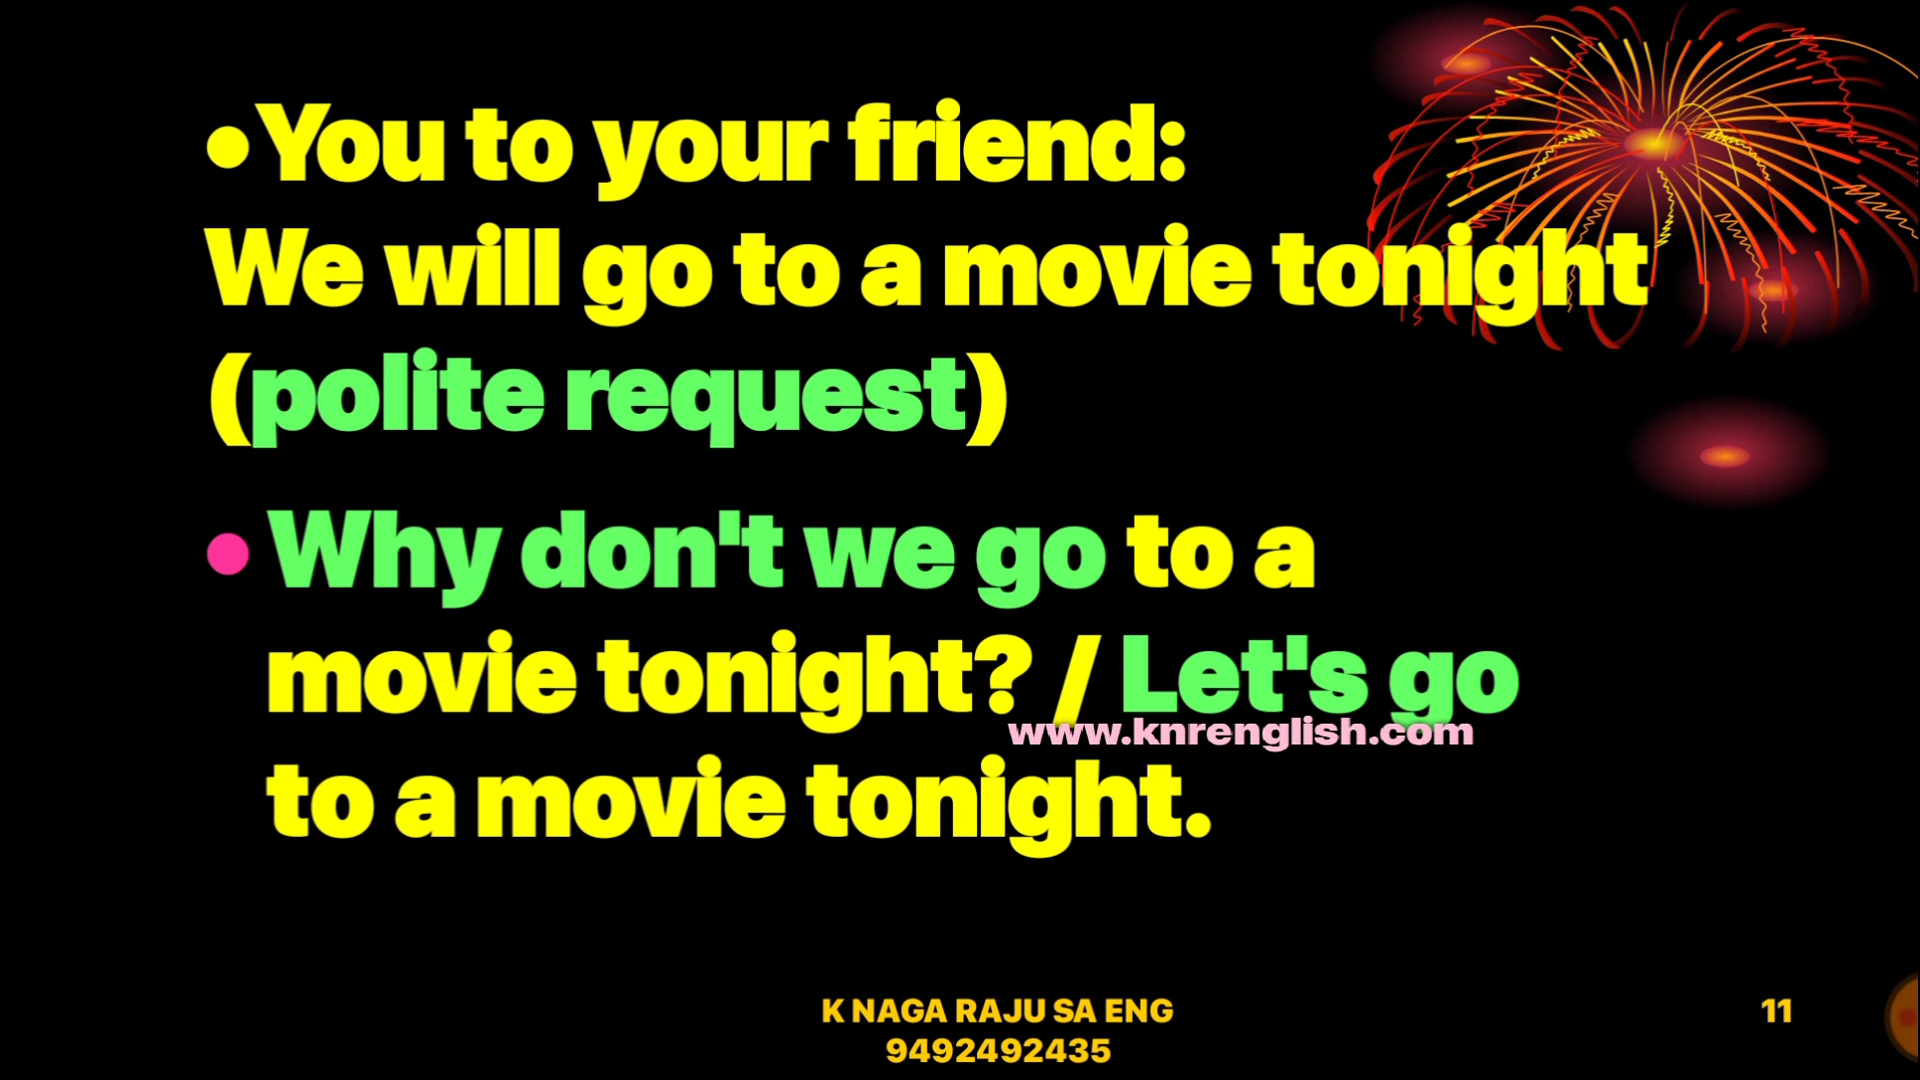 •You to your friend:
We will go to a movie tonight
(polite request)
• Why don't we go to a
movie tonight? / Let's go
www.knrenglish.com
to a movie tonight.
K NAGA RAJU SA ENG
9492492435
11